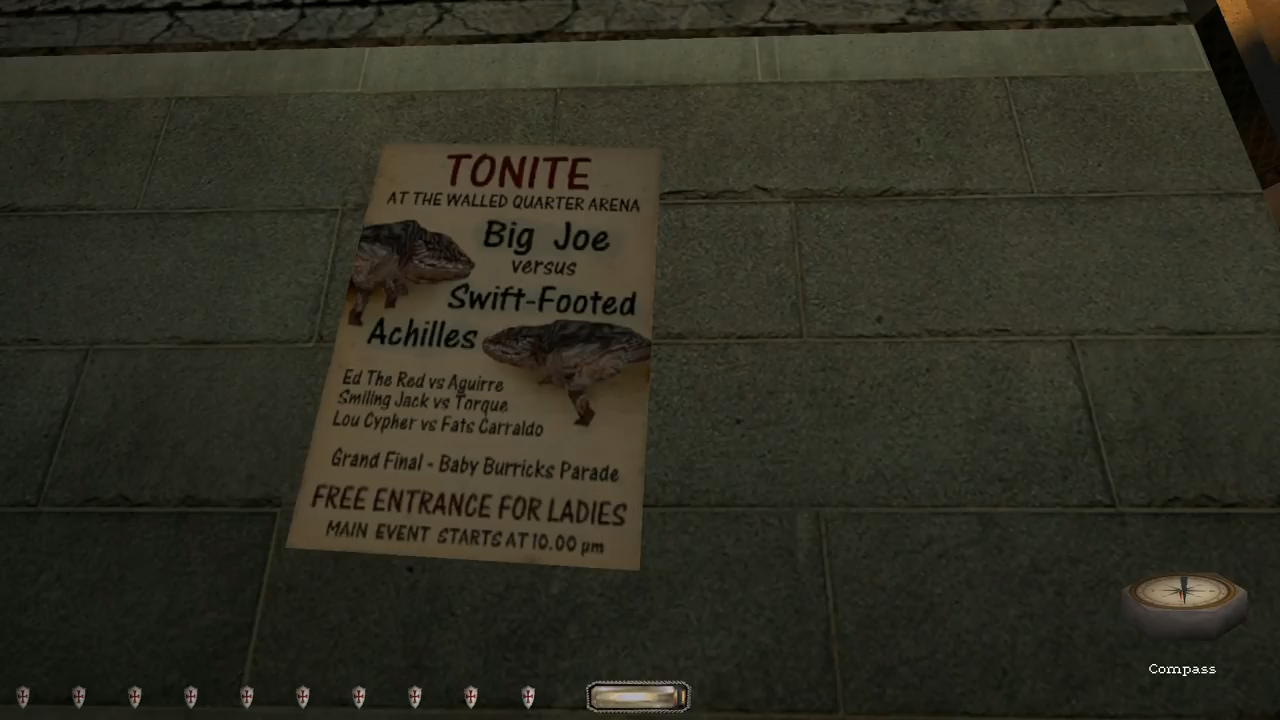 TONITE
AT THE WALLED QUARTER ARENA
Big Joe
versus
Swift-Footed
Achilles
Ed The Red vs Aguirre
Smiling Jack vs Torque
Lou Cypher vs Fats Carraldo
Grand Final - Baby Burricks Parade
FREE ENTRANCE FOR LADIES
MAIN EVENT STARTS AT 10.00 pm
Compass